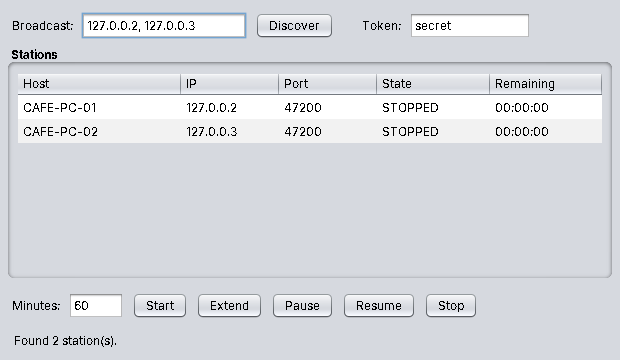 Broadcast: 127.0.0.2, 127.0.0.3 Discover Token: secret
Stations
Host IP Port State Remaining
CAFE-PC-01 127.0.0.2 47200 STOPPED 00:00:00
CAFE-PC-02 127.0.0.3 47200 STOPPED 00:00:00
Minutes: 60 Start Extend Pause Resume Stop
Found 2 station(s).